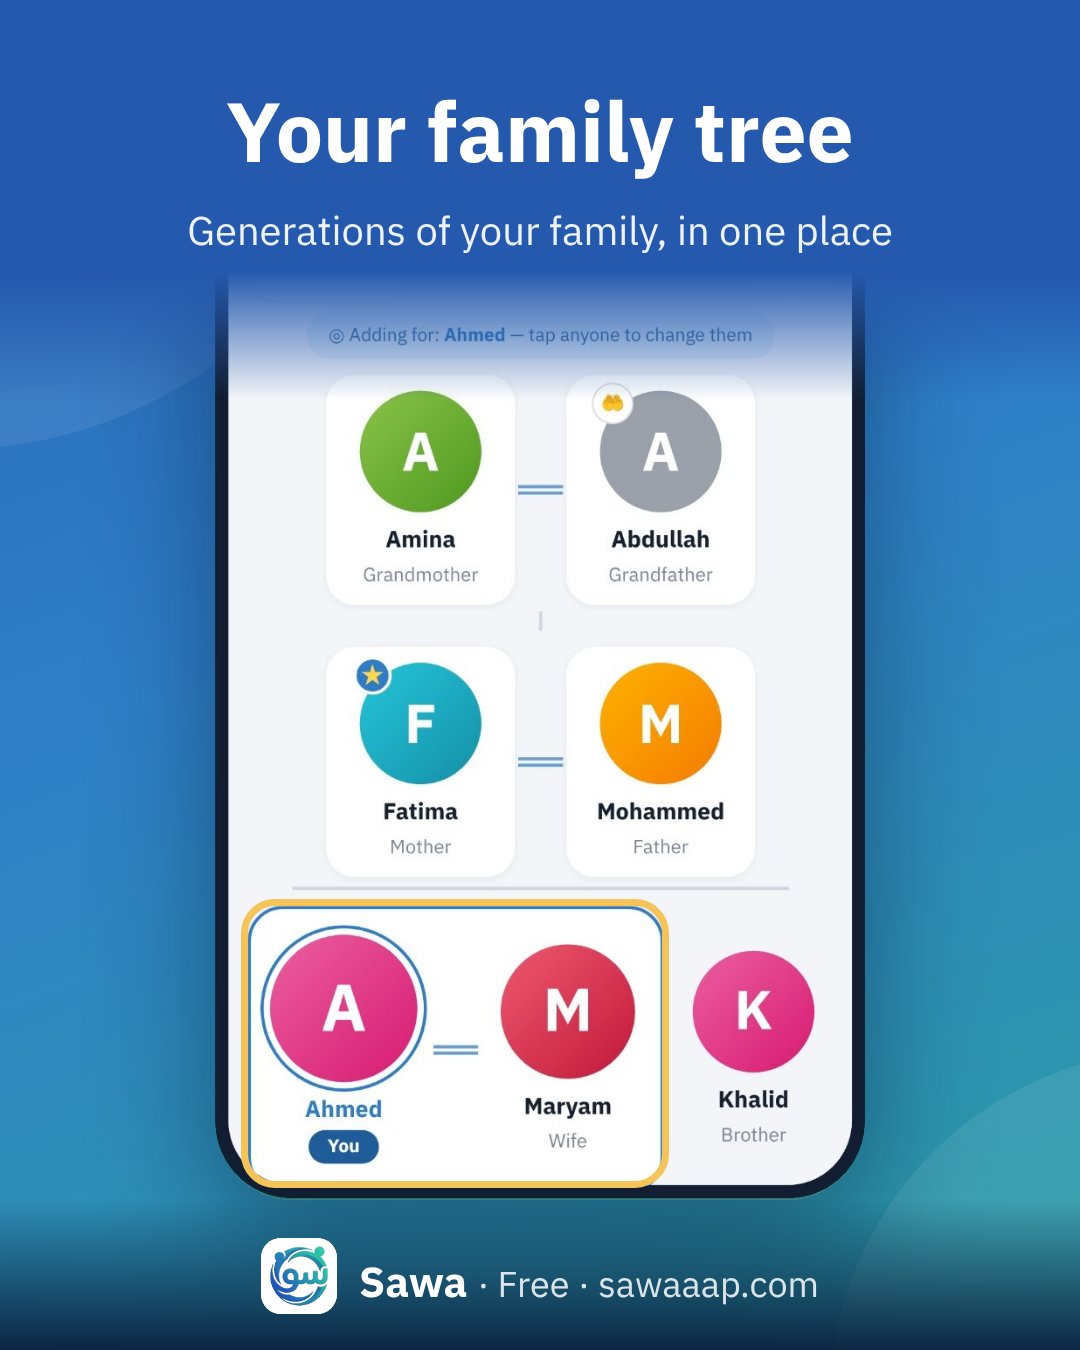 Your family tree
Generations of your family, in one place
◎ Adding for: Ahmed — tap anyone to change them
A
A
Amina
Abdullah
Grandmother
Grandfather
F
M
Fatima
Mohammed
Mother
Father
A
M
K
Ahmed
Maryam
Khalid
You
Wife
Brother
سوا
Sawa · Free · sawaaap.com